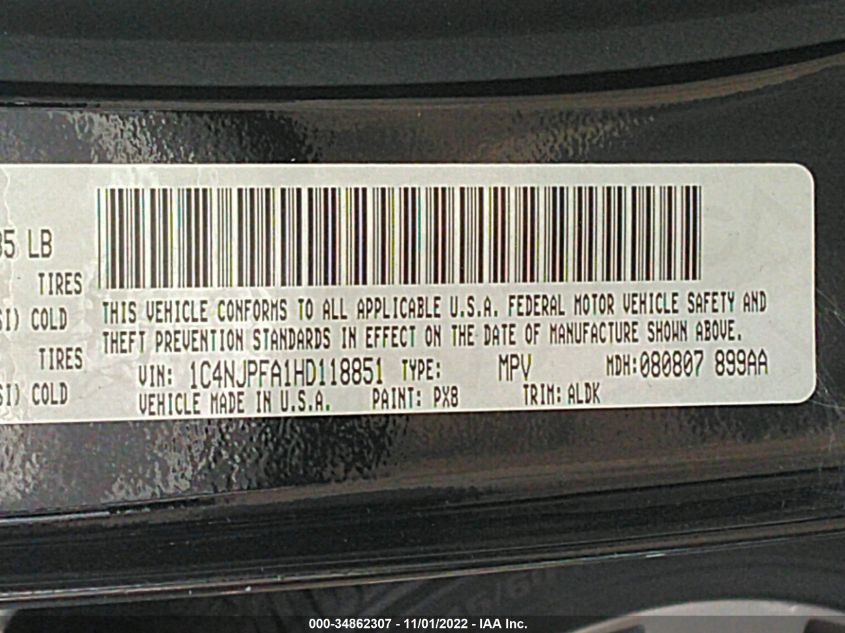 35 LB
TIRES
SI) COLD
TIRES
SI) COLD
THIS VEHICLE CONFORMS TO ALL APPLICABLE U.S.A. FEDERAL MOTOR VEHICLE SAFETY AND
THEFT PREVENTION STANDARDS IN EFFECT ON THE DATE OF MANUFACTURE SHOWN ABOVE.
VIN: 1C4NJPFA1HD118851 TYPE: MPV MDH:080807 899AA
VEHICLE MADE IN U.S.A. PAINT: PX8 TRIM: ALDK
000-34862307 - 11/01/2022 - IAA Inc.